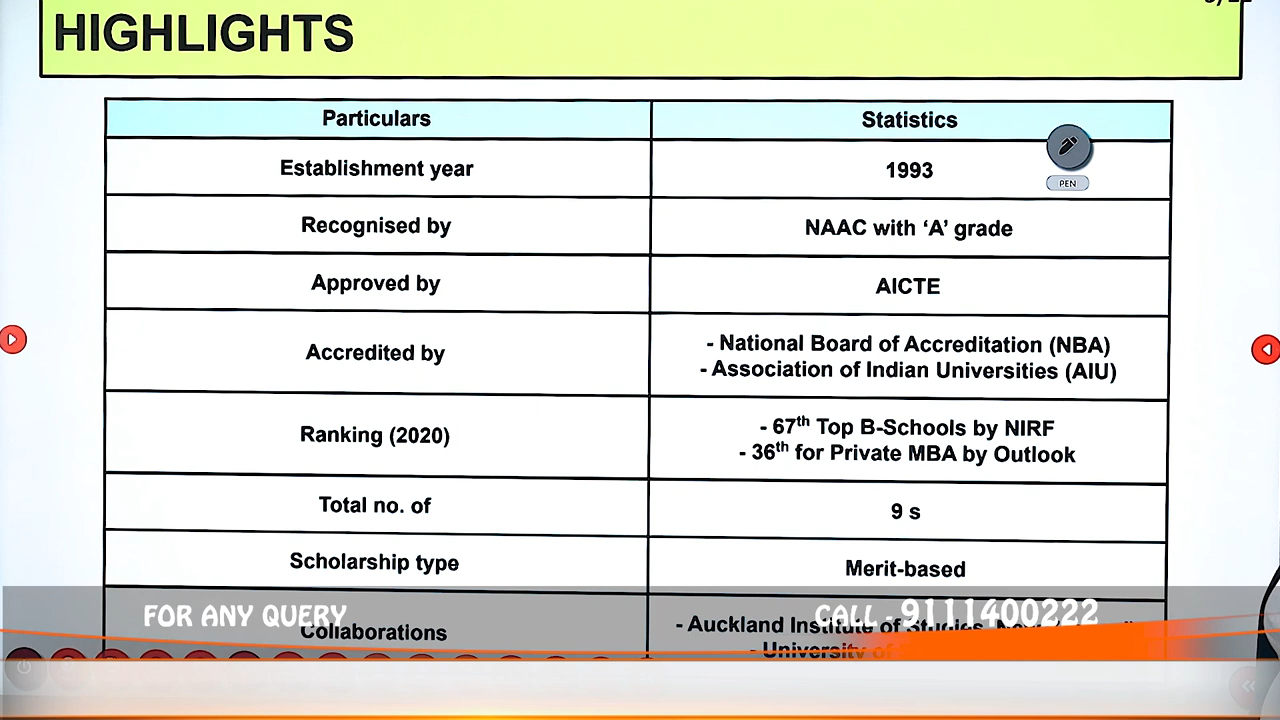 HIGHLIGHTS
Particulars Statistics
Establishment year 1993
PEN
Recognised by NAAC with ‘A’ grade
Approved by AICTE
Accredited by
- National Board of Accreditation (NBA)
- Association of Indian Universities (AIU)
Ranking (2020)
- 67th Top B-Schools by NIRF
- 36th for Private MBA by Outlook
Total no. of 9 s
Scholarship type Merit-based
FOR ANY QUERY CALL - 9111400222
Collaborations
- Auckland Institute of Studies,
- University of